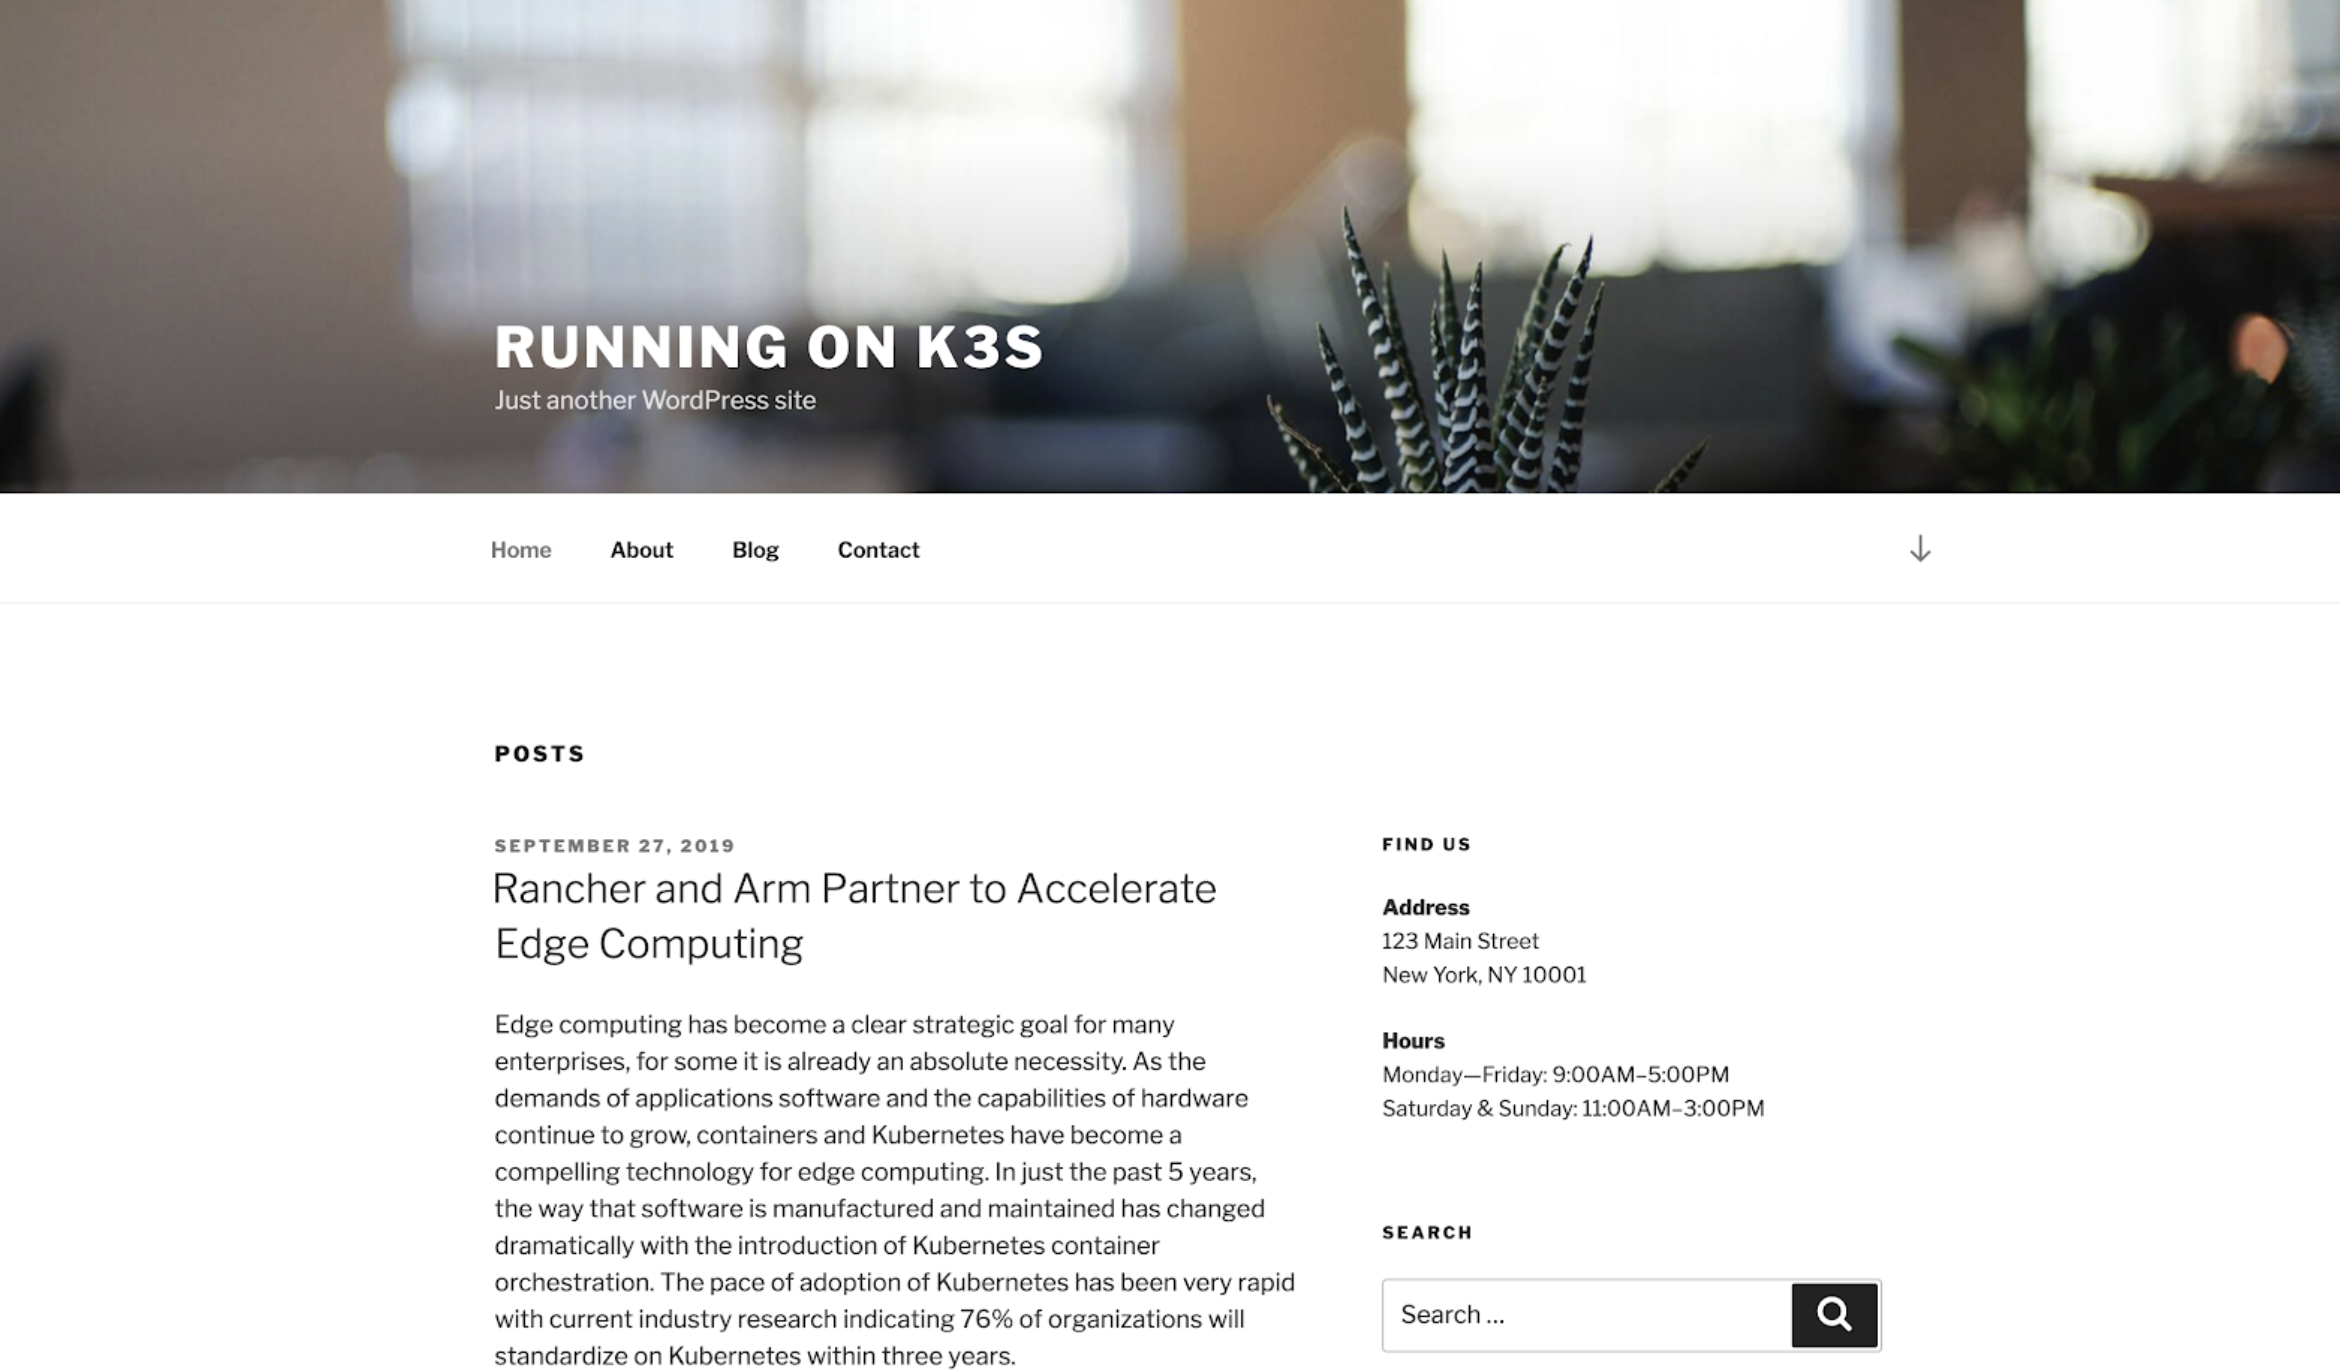 RUNNING ON K3S
Just another WordPress site
Home About Blog Contact
POSTS
SEPTEMBER 27, 2019
Rancher and Arm Partner to Accelerate
Edge Computing
Edge computing has become a clear strategic goal for many
enterprises, for some it is already an absolute necessity. As the
demands of applications software and the capabilities of hardware
continue to grow, containers and Kubernetes have become a
compelling technology for edge computing. In just the past 5 years,
the way that software is manufactured and maintained has changed
dramatically with the introduction of Kubernetes container
orchestration. The pace of adoption of Kubernetes has been very rapid
with current industry research indicating 76% of organizations will
standardize on Kubernetes within three years.
FIND US
Address
123 Main Street
New York, NY 10001
Hours
Monday—Friday: 9:00AM–5:00PM
Saturday & Sunday: 11:00AM–3:00PM
SEARCH
Search …